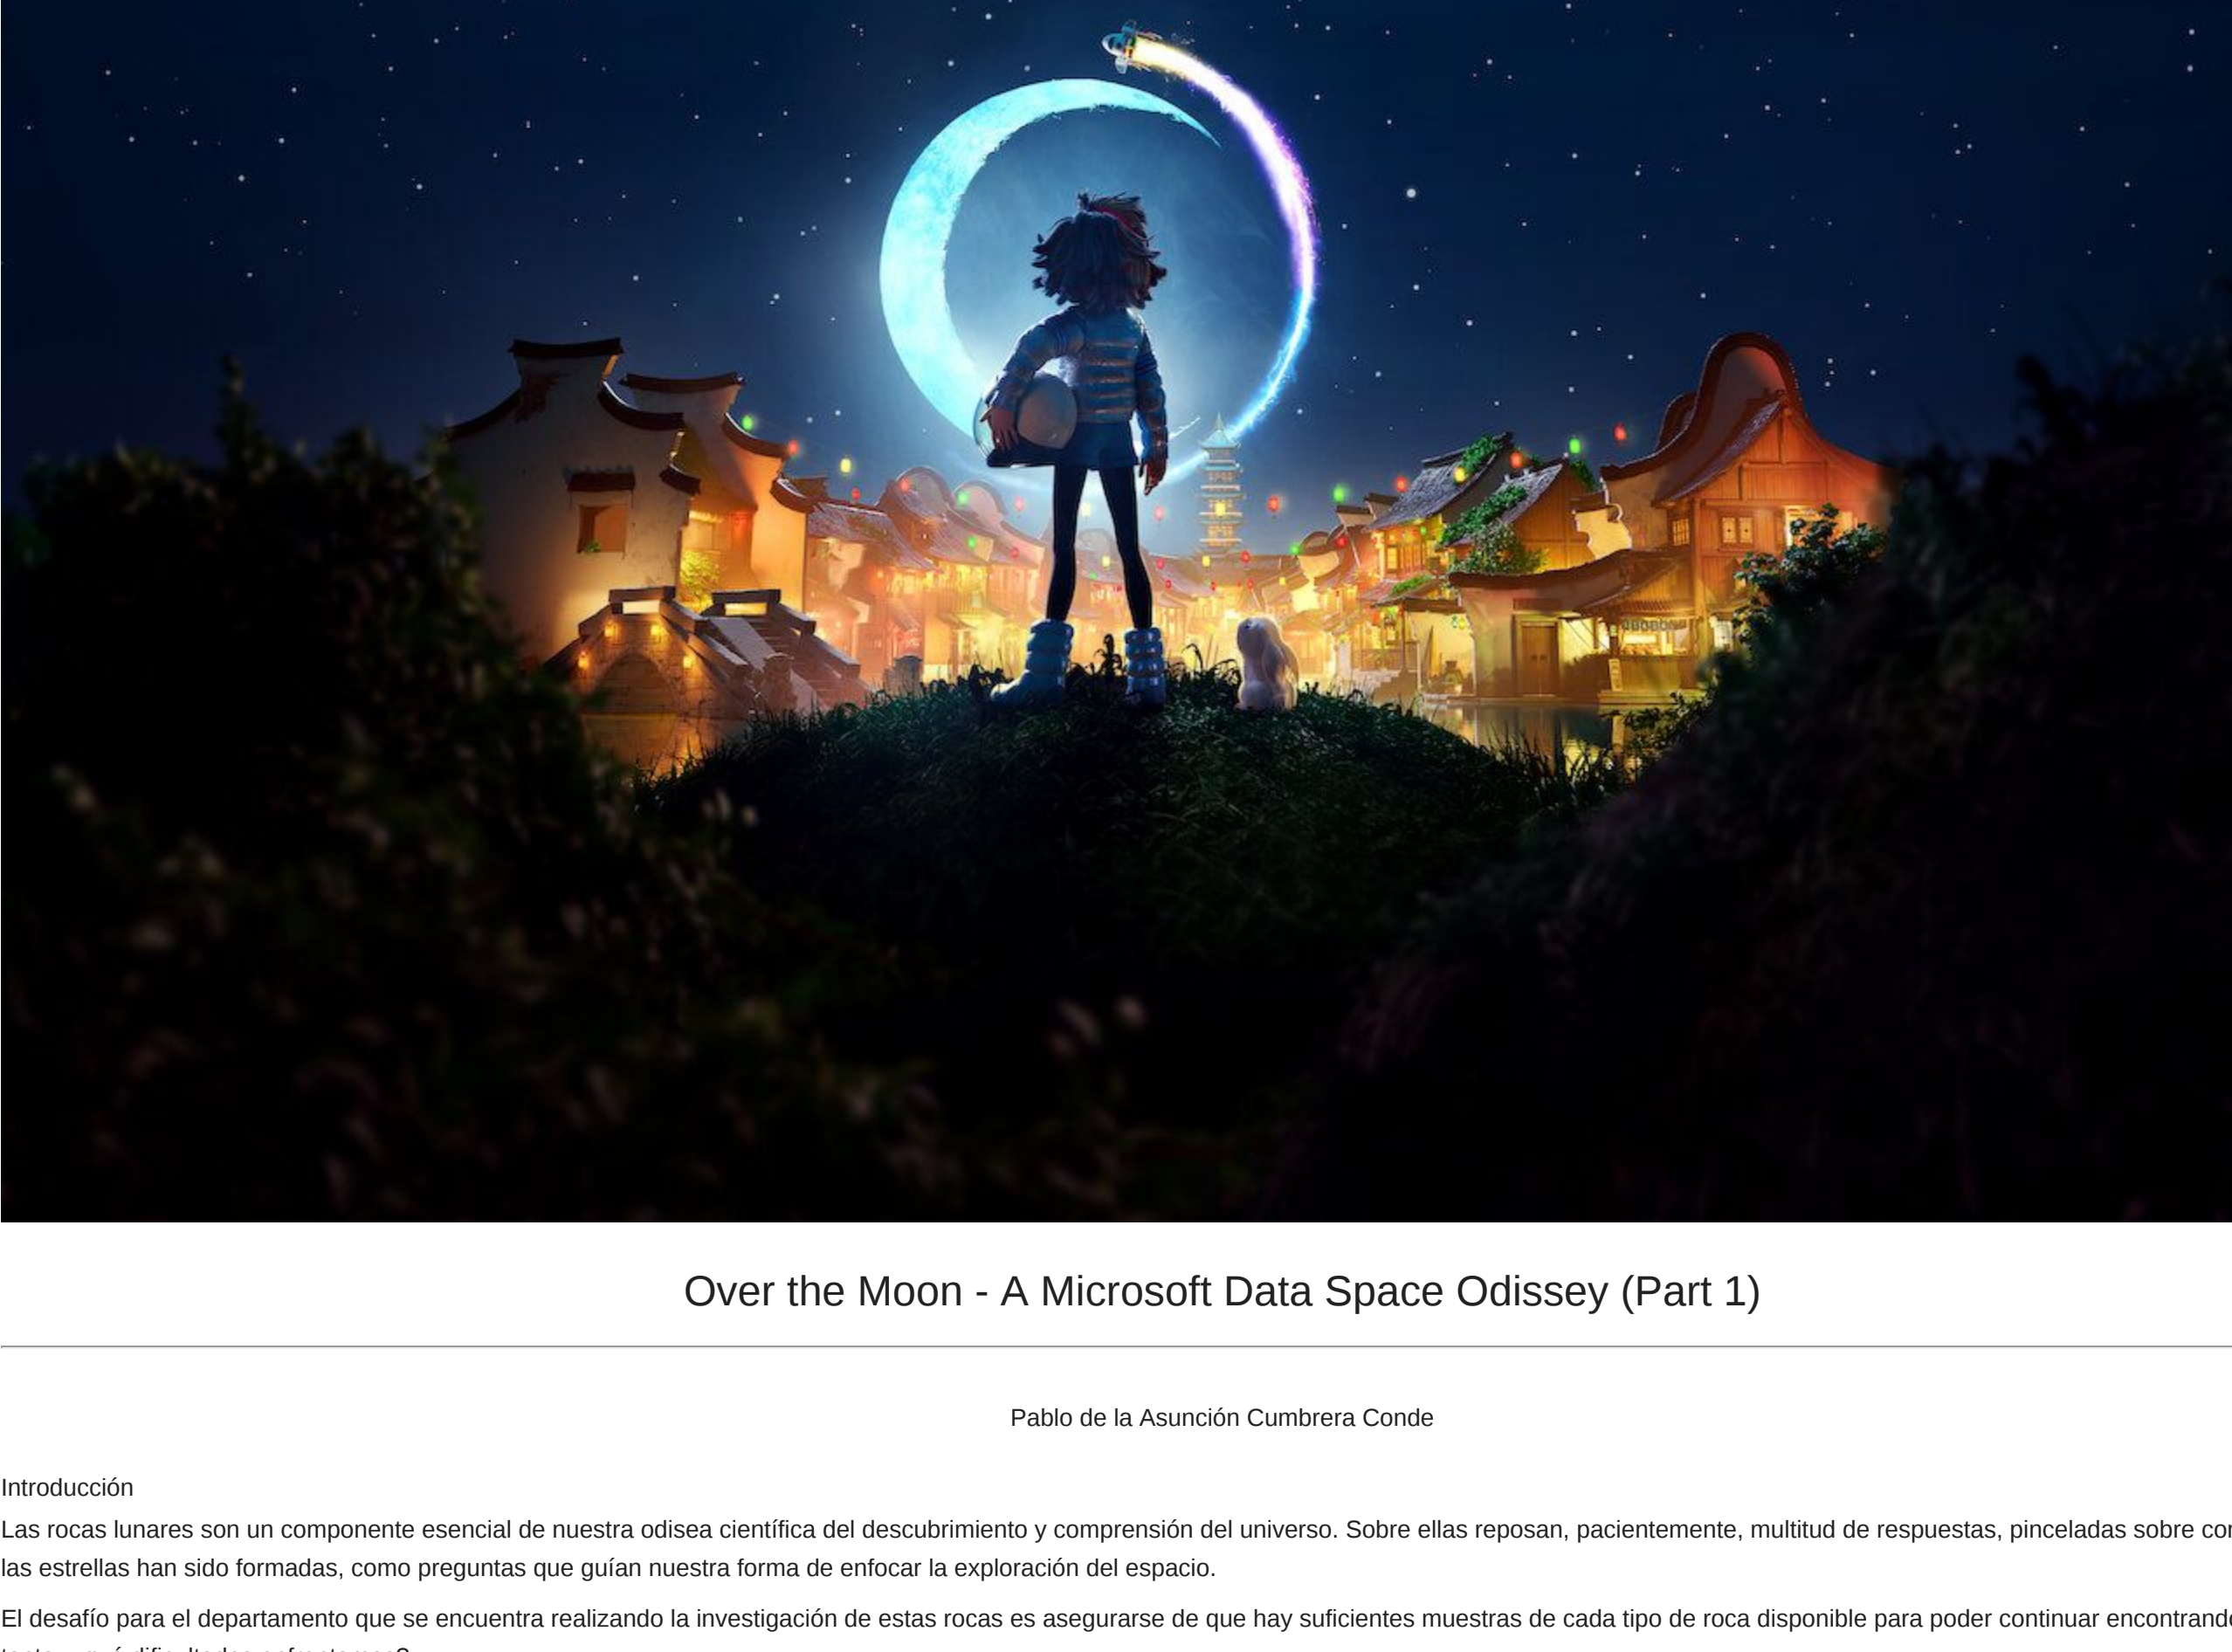 Over the Moon - A Microsoft Data Space Odissey (Part 1)
Pablo de la Asunción Cumbrera Conde
Introducción
Las rocas lunares son un componente esencial de nuestra odisea científica del descubrimiento y comprensión del universo. Sobre ellas reposan, pacientemente, multitud de respuestas, pinceladas sobre
las estrellas han sido formadas, como preguntas que guían nuestra forma de enfocar la exploración del espacio.
El desafío para el departamento que se encuentra realizando la investigación de estas rocas es asegurarse de que hay suficientes muestras de cada tipo de roca disponible para poder continuar